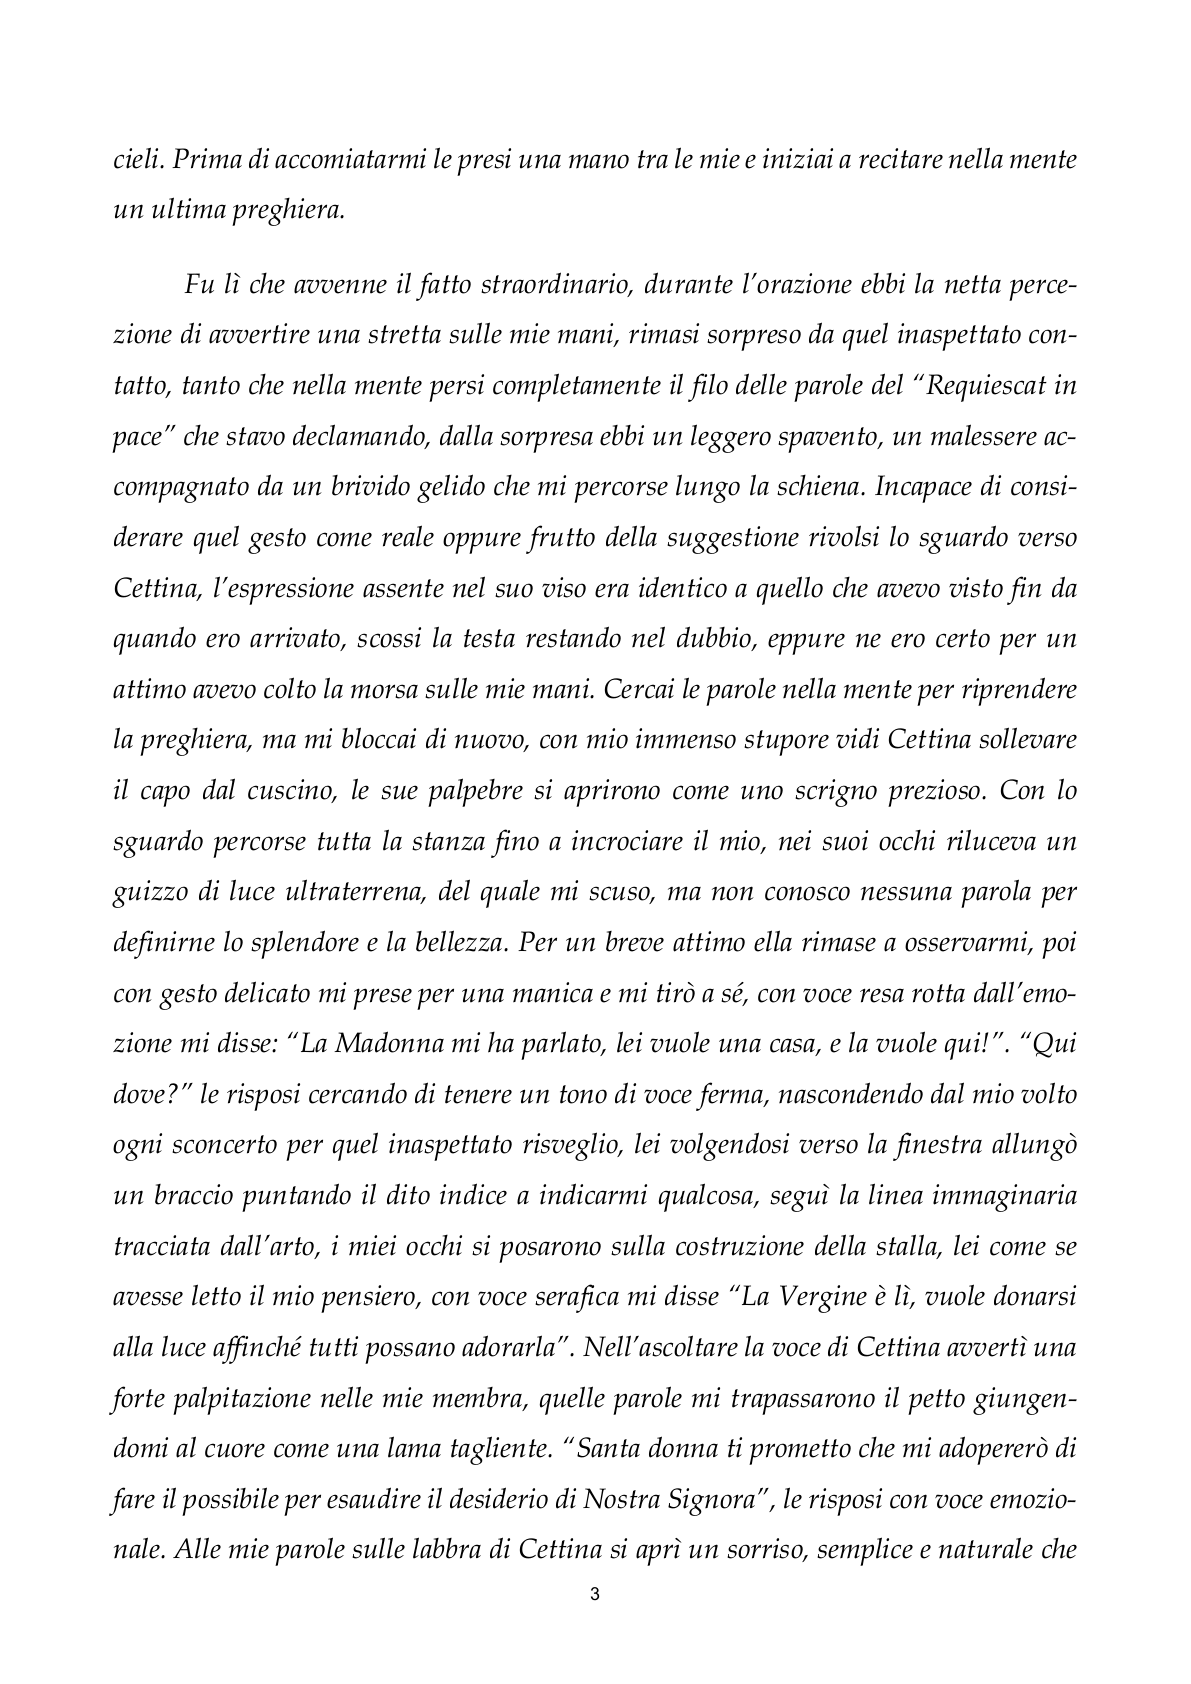 cieli. Prima di accomiatarmi le presi una mano tra le mie e iniziai a recitare nella mente
un ultima preghiera.
Fu lì che avvenne il fatto straordinario, durante l’orazione ebbi la netta perce-
zione di avvertire una stretta sulle mie mani, rimasi sorpreso da quel inaspettato con-
tatto, tanto che nella mente persi completamente il filo delle parole del “Requiescat in
pace” che stavo declamando, dalla sorpresa ebbi un leggero spavento, un malessere ac-
compagnato da un brivido gelido che mi percorse lungo la schiena. Incapace di consi-
derare quel gesto come reale oppure frutto della suggestione rivolsi lo sguardo verso
Cettina, l’espressione assente nel suo viso era identico a quello che avevo visto fin da
quando ero arrivato, scossi la testa restando nel dubbio, eppure ne ero certo per un
attimo avevo colto la morsa sulle mie mani. Cercai le parole nella mente per riprendere
la preghiera, ma mi bloccai di nuovo, con mio immenso stupore vidi Cettina sollevare
il capo dal cuscino, le sue palpebre si aprirono come uno scrigno prezioso. Con lo
sguardo percorse tutta la stanza fino a incrociare il mio, nei suoi occhi riluceva un
guizzo di luce ultraterrena, del quale mi scuso, ma non conosco nessuna parola per
definirne lo splendore e la bellezza. Per un breve attimo ella rimase a osservarmi, poi
con gesto delicato mi prese per una manica e mi tirò a sé, con voce resa rotta dall’emo-
zione mi disse: “La Madonna mi ha parlato, lei vuole una casa, e la vuole qui!”. “Qui
dove?” le risposi cercando di tenere un tono di voce ferma, nascondendo dal mio volto
ogni sconcerto per quel inaspettato risveglio, lei volgendosi verso la finestra allungò
un braccio puntando il dito indice a indicarmi qualcosa, seguì la linea immaginaria
tracciata dall’arto, i miei occhi si posarono sulla costruzione della stalla, lei come se
avesse letto il mio pensiero, con voce serafica mi disse “La Vergine è lì, vuole donarsi
alla luce affinché tutti possano adorarla”. Nell’ascoltare la voce di Cettina avvertì una
forte palpitazione nelle mie membra, quelle parole mi trapassarono il petto giungen-
domi al cuore come una lama tagliente. “Santa donna ti prometto che mi adopererò di
fare il possibile per esaudire il desiderio di Nostra Signora”, le risposi con voce emozio-
nale. Alle mie parole sulle labbra di Cettina si aprì un sorriso, semplice e naturale che
3